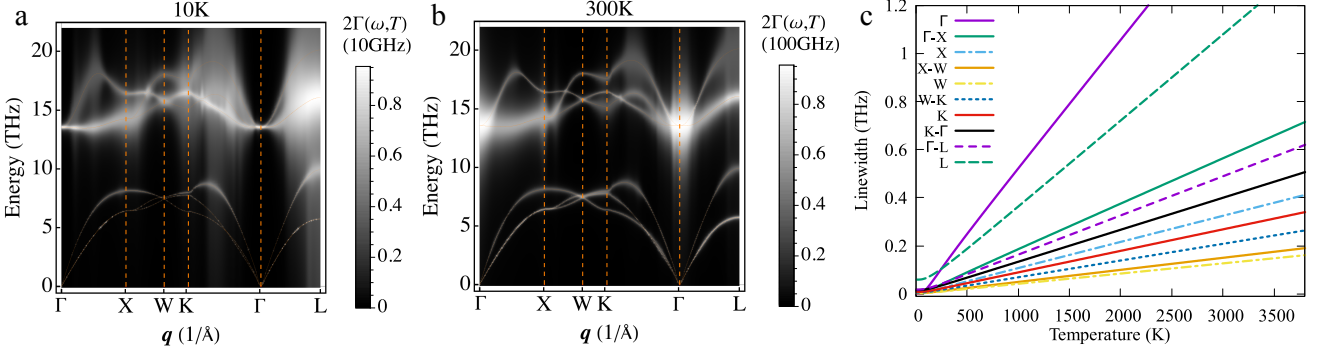 a
10K
2Γ(ω,T)
(10GHz)
20
15
10
5
0
Energy (THz)
Γ
X
W
K
Γ
L
q (1/Å)
0.8
0.6
0.4
0.2
0
b
300K
2Γ(ω,T)
(100GHz)
20
15
10
5
0
Energy (THz)
Γ
X
W
K
Γ
L
q (1/Å)
0.8
0.6
0.4
0.2
0
c
1.2
1
0.8
0.6
0.4
0.2
0
Linewidth (THz)
Γ
Γ-X
X
X-W
W
W-K
K
K-Γ
Γ-L
L
0
500
1000
1500
2000
2500
3000
3500
Temperature (K)